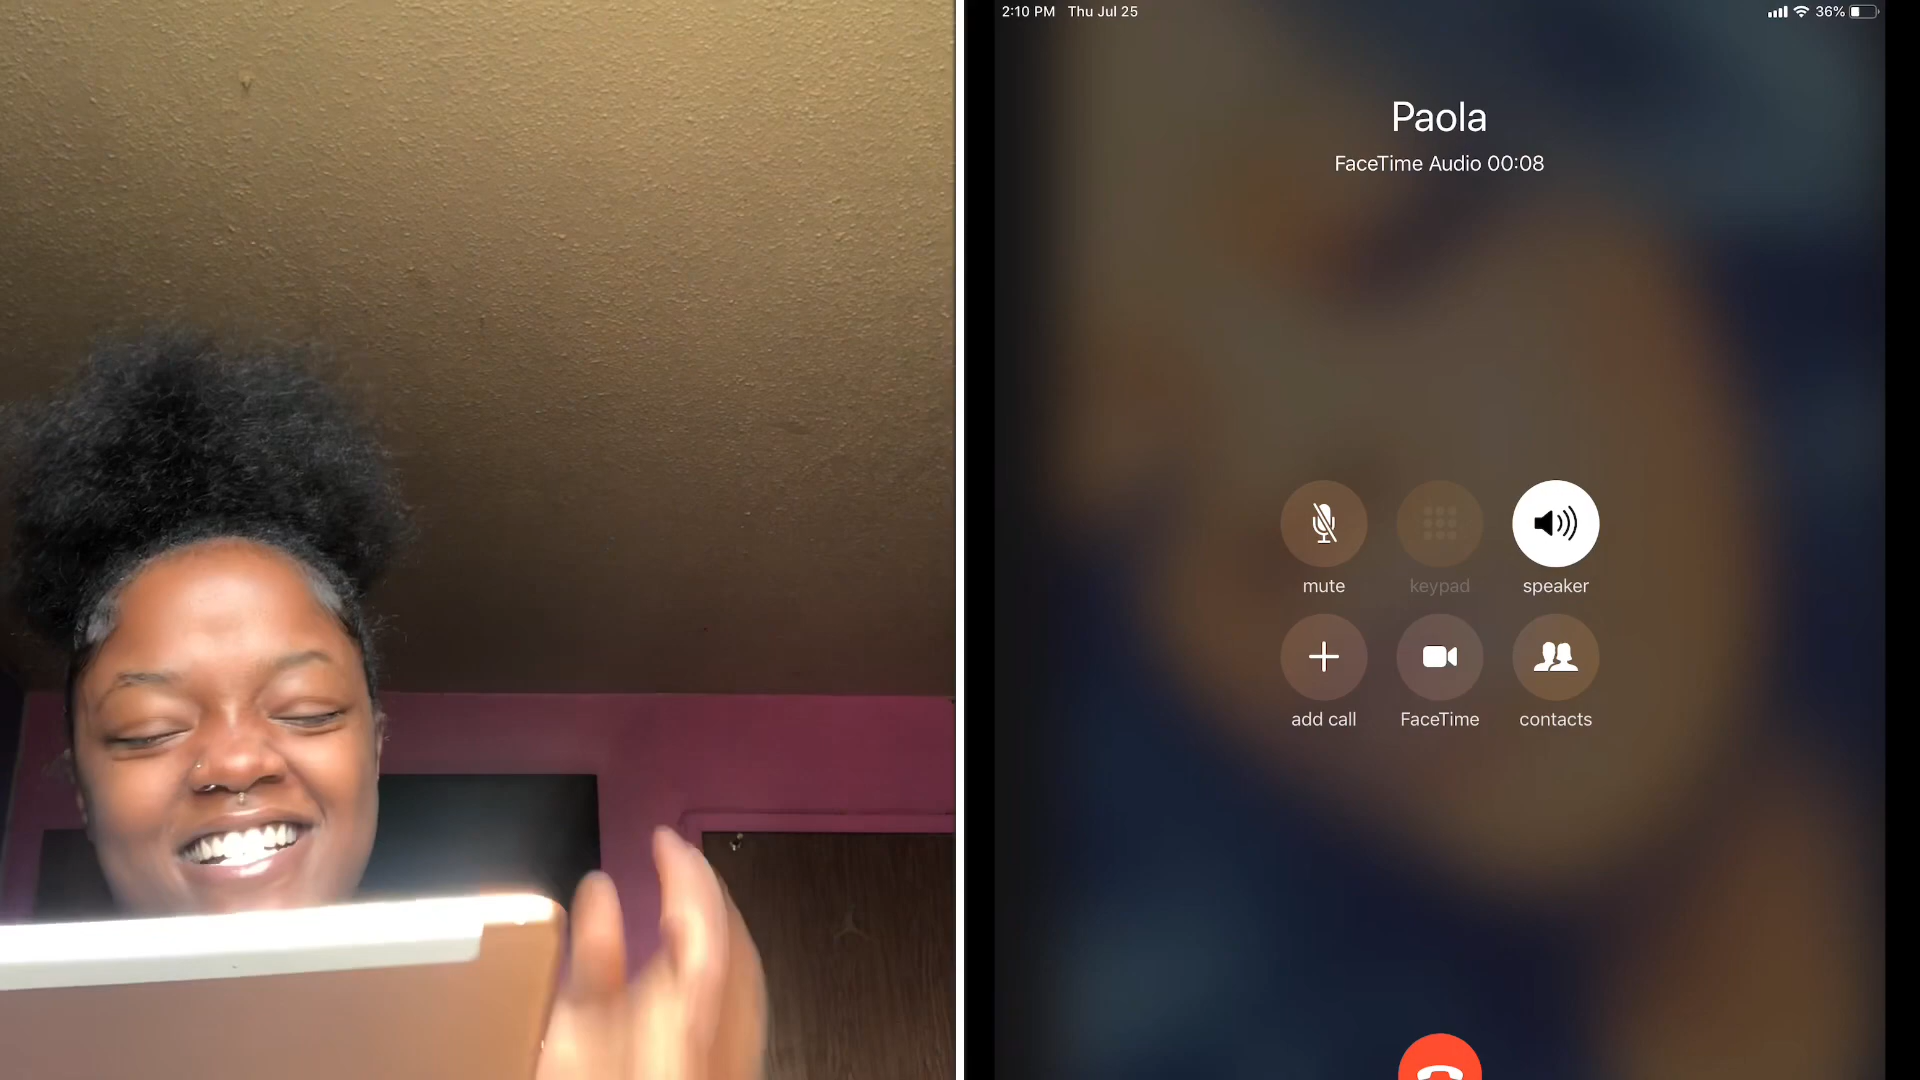 2:10 PM Thu Jul 25
36%
Paola
FaceTime Audio 00:08
mute keypad speaker
add call FaceTime contacts